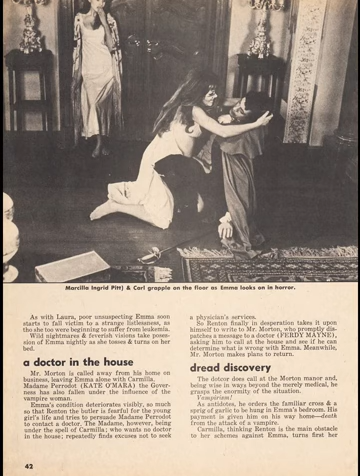 Marcilla Ingrid Pitt] & Carl grapple on the floor as Emma looks on in horror.
As with Laura, poor unsuspecting Emma soon
starts to fall victim to a strange listlessness, as
tho she too were beginning to suffer from leukemia.
Wild nightmares & feverish visions take posses-
sion of Emma nightly as she tosses & turns on her
bed.
a doctor in the house
Mr. Morton is called away from his home on
business, leaving Emma alone with Carmilla.
Madame Perrodot (KATE O'MARA) the Gover-
ness has also fallen under the influence of the
vampire woman.
Emma's condition deteriorates visibly, so much
so that Renton the butler is fearful for the young
girl's life and tries to persuade Madame Perrodot
to contact a doctor. The Madame, however, being
under the spell of Carmilla; who wants no doctor
in the house; repeatedly finds excuses not to seek
a physician's services.
So Renton finally in desperation takes it upon
himself to write to Mr. Morton, who promptly dis-
patches a message to a doctor (FERDY MAYNE),
asking him to call at the house and see if he can
determine what is wrong with Emma. Meanwhile,
Mr. Morton makes plans to return.
dread discovery
The doctor does call at the Morton manor and,
being wise in ways beyond the merely medical, he
grasps the enormity of the situation.
Vampirism!
As antidotes, he orders the familiar cross & a
sprig of garlic to be hung in Emma's bedroom. His
payment is given him on his way home—death
from the attack of a vampire.
Carmilla, thinking Renton is the main obstacle
to her schemes against Emma, turns first her
42